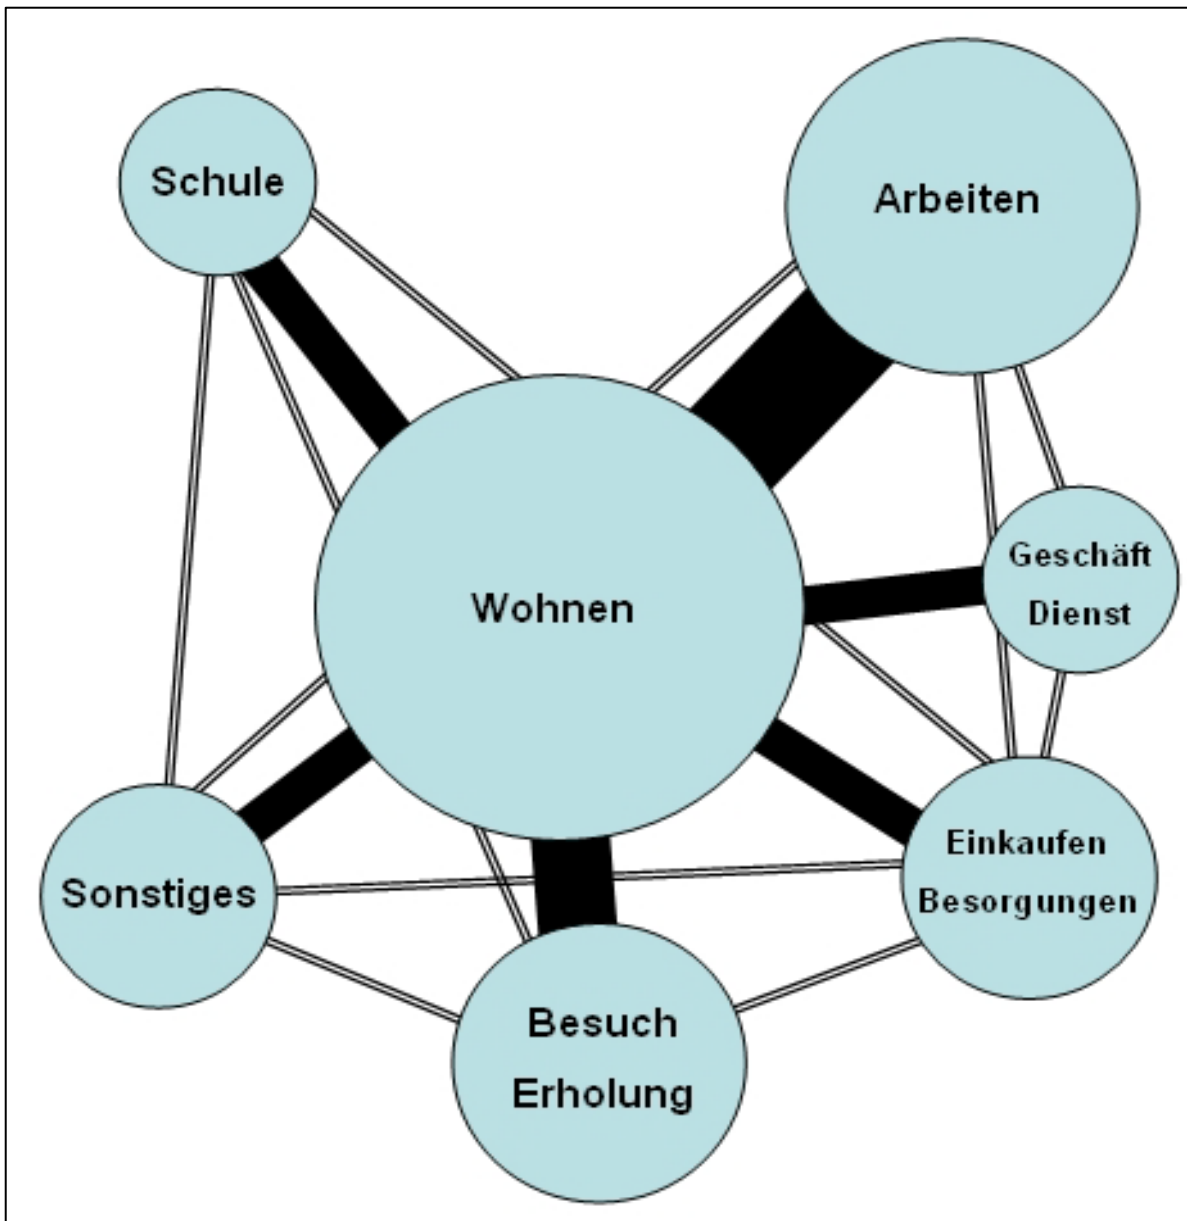 Schule
Arbeiten
Geschäft
Dienst
Wohnen
Einkaufen
Besorgungen
Sonstiges
Besuch
Erholung